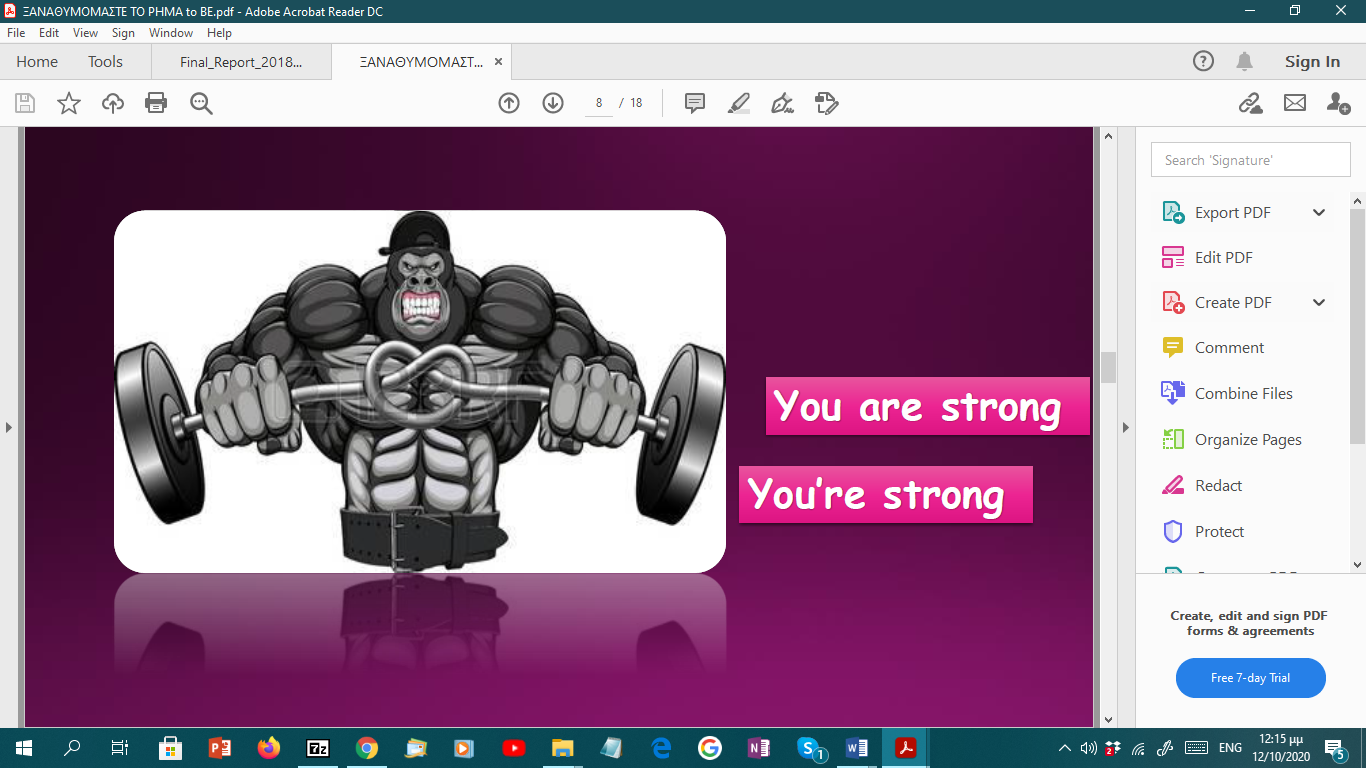 ΞΑΝΑΘΥΜΟΜΑΣΤΕ ΤΟ ΡΗΜΑ to BE.pdf - Adobe Acrobat Reader DC
File Edit View Sign Window Help
Home Tools Final_Report_2018... ΞΑΝΑΘΥΜΟΜΑΣΤ... Sign In
8 / 18
Search 'Signature'
Export PDF
Edit PDF
Create PDF
Comment
Combine Files
Organize Pages
Redact
Protect
You are strong
You're strong
Create, edit and sign PDF
forms & agreements
Free 7-day Trial
ENG
12:15 μμ
12/10/2020